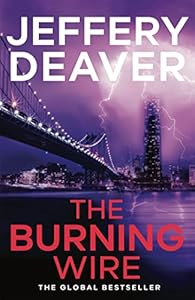 JEFFERY
DEAVER
THE
BURNING
WIRE
THE GLOBAL BESTSELLER